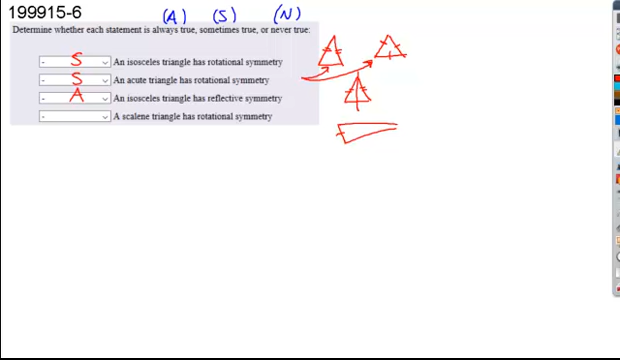 199915-6 (A) (S) (N)
Determine whether each statement is always true, sometimes true, or never true:
- S An isosceles triangle has rotational symmetry
- S An acute triangle has rotational symmetry
- A An isosceles triangle has reflective symmetry
- A scalene triangle has rotational symmetry